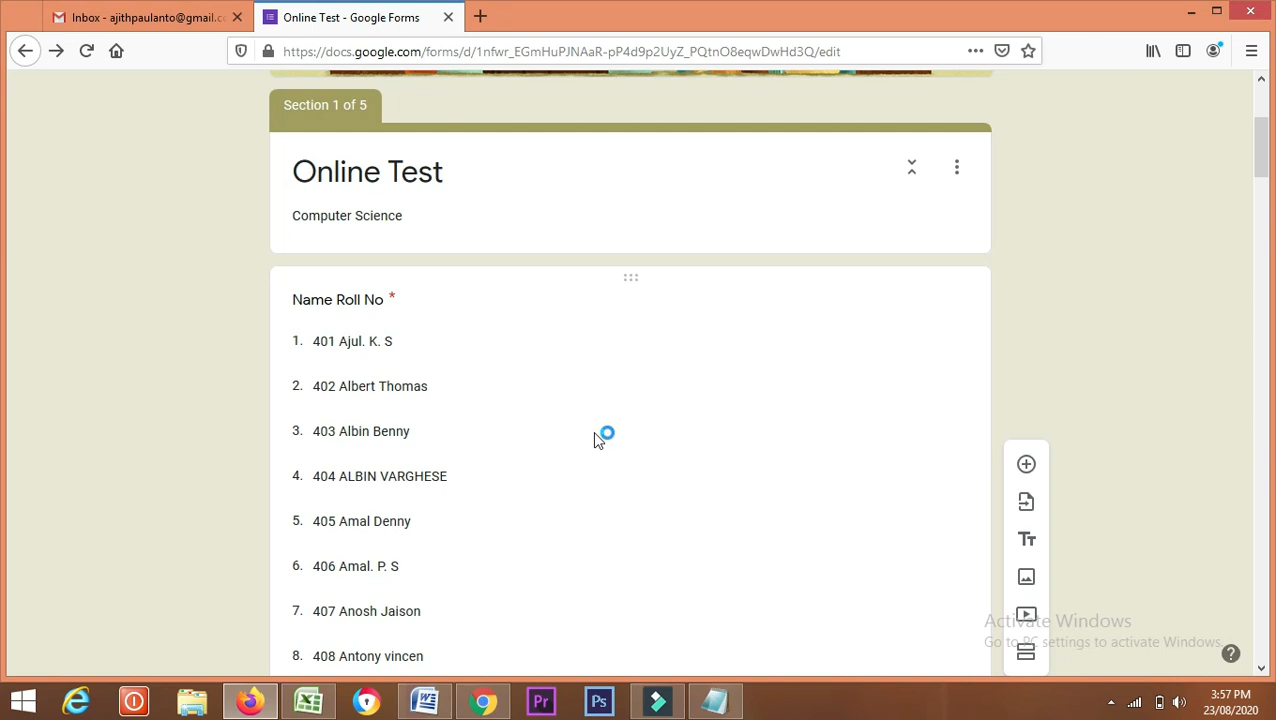 Inbox - ajithpaulanto@gmail.c
Online Test - Google Forms
https://docs.google.com/forms/d/1nfwr_EGmHuPJNAaR-pP4d9p2UyZ_PQtnO8eqwDwHd3Q/edit
Section 1 of 5
Online Test
Computer Science
Name Roll No *
1. 401 Ajul. K. S
2. 402 Albert Thomas
3. 403 Albin Benny
4. 404 ALBIN VARGHESE
5. 405 Amal Denny
6. 406 Amal. P. S
7. 407 Anosh Jaison
8. 408 Antony vincen
Tт
Activate Windows
Go to PC settings to activate Windows.
Pr
Ps
3:57 PM
23/08/2020